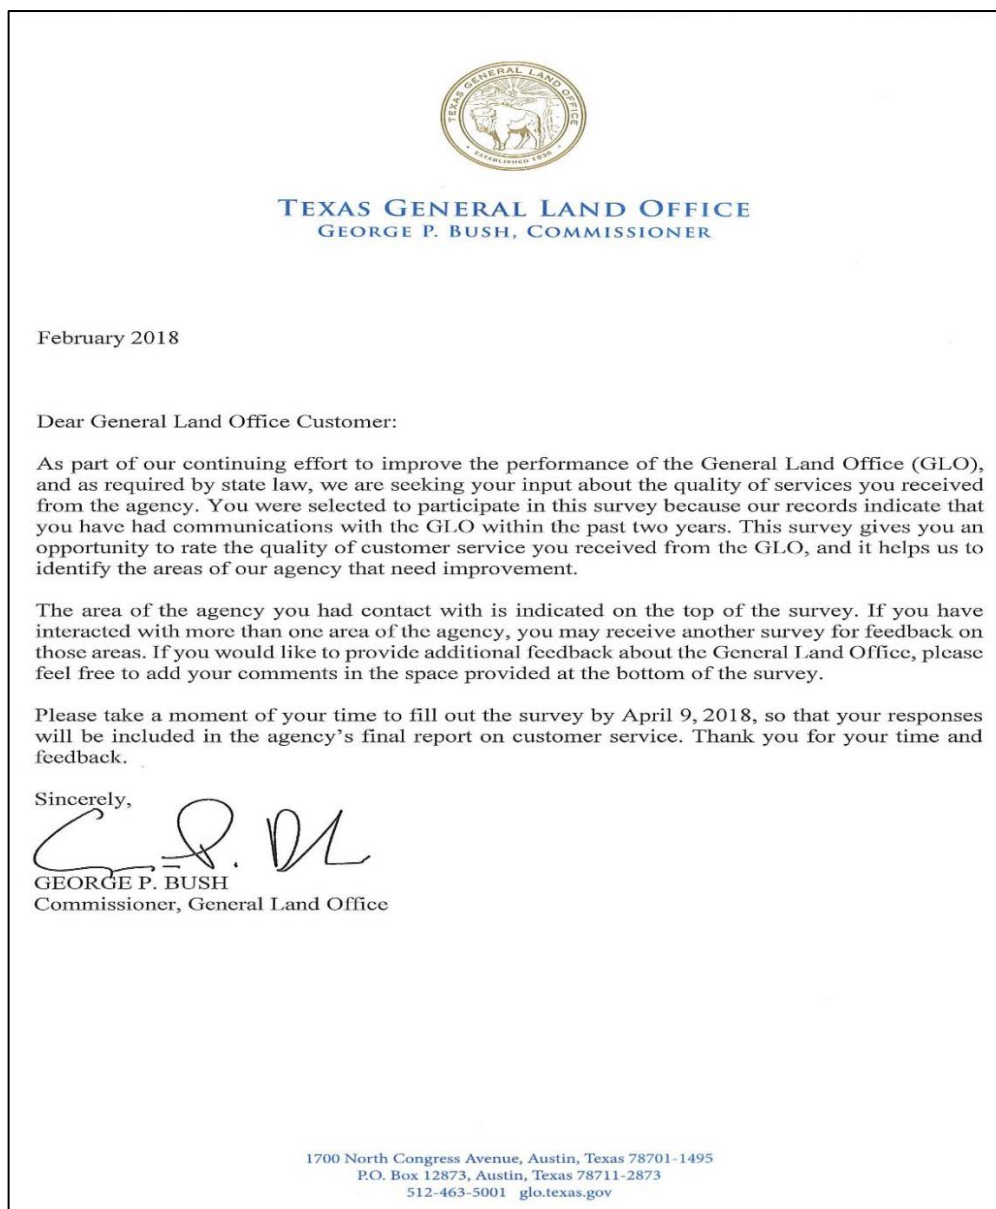 TEXAS GENERAL LAND OFFICE
ESTABLISHED 1836
TEXAS GENERAL LAND OFFICE
GEORGE P. BUSH, COMMISSIONER
February 2018
Dear General Land Office Customer:
As part of our continuing effort to improve the performance of the General Land Office (GLO),
and as required by state law, we are seeking your input about the quality of services you received
from the agency. You were selected to participate in this survey because our records indicate that
you have had communications with the GLO within the past two years. This survey gives you an
opportunity to rate the quality of customer service you received from the GLO, and it helps us to
identify the areas of our agency that need improvement.
The area of the agency you had contact with is indicated on the top of the survey. If you have
interacted with more than one area of the agency, you may receive another survey for feedback on
those areas. If you would like to provide additional feedback about the General Land Office, please
feel free to add your comments in the space provided at the bottom of the survey.
Please take a moment of your time to fill out the survey by April 9, 2018, so that your responses
will be included in the agency’s final report on customer service. Thank you for your time and
feedback.
Sincerely,
GEORGE P. BUSH
Commissioner, General Land Office
1700 North Congress Avenue, Austin, Texas 78701-1495
P.O. Box 12873, Austin, Texas 78711-2873
512-463-5001 glo.texas.gov